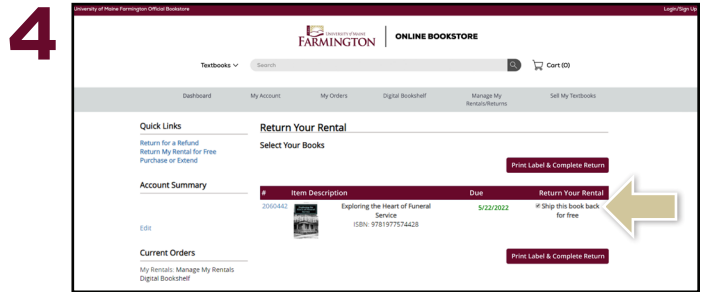 4
University of Maine Farmington Official Bookstore
Login/Sign Up
UNIVERSITY OF MAINE
FARMINGTON
ONLINE BOOKSTORE
Textbooks
Search
Cart (0)
Dashboard
My Account
My Orders
Digital Bookshelf
Manage My
Rentals/Returns
Sell My Textbooks
Quick Links
Return for a Refund
Return My Rental for Free
Purchase or Extend
Account Summary
Edit
Current Orders
My Rentals: Manage My Rentals
Digital Bookshelf
Return Your Rental
Select Your Books
Print Label & Complete Return
# Item Description Due Return Your Rental
2060442 Exploring the Heart of Funeral 5/22/2022 Ship this book back
Service for free
ISBN: 9781977574428
Print Label & Complete Return